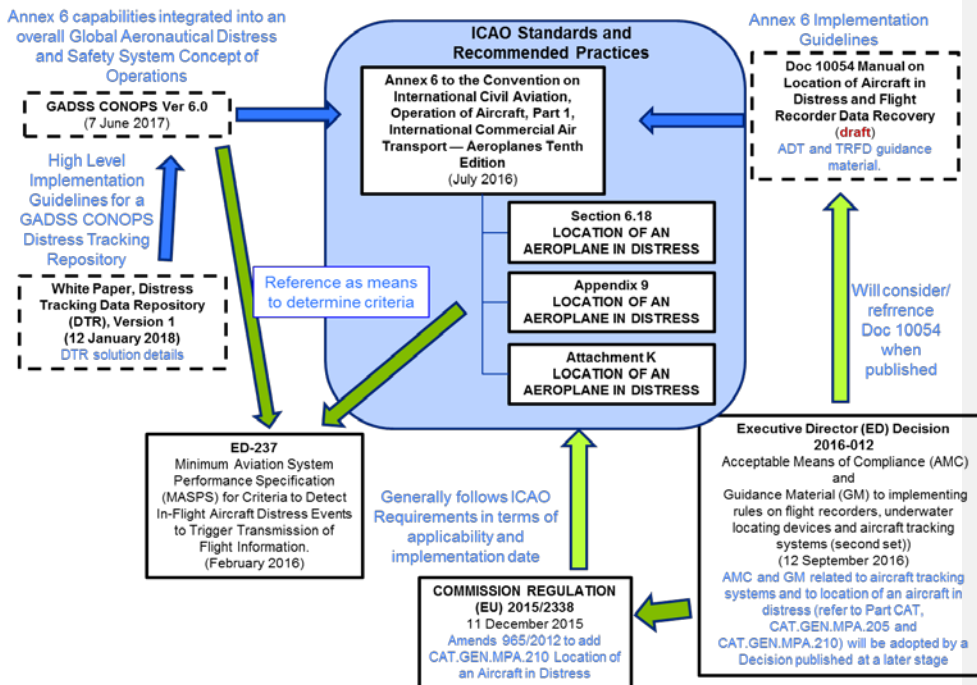 Annex 6 capabilities integrated into an
overall Global Aeronautical Distress
and Safety System Concept of
Operations
GADSS CONOPS Ver 6.0
(7 June 2017)
High Level
Implementation
Guidelines for a
GADSS CONOPS
Distress Tracking
Repository
White Paper, Distress
Tracking Data Repository
(DTR), Version 1
(12 January 2018)
DTR solution details
ICAO Standards and
Recommended Practices
Annex 6 to the Convention on
International Civil Aviation,
Operation of Aircraft, Part 1,
International Commercial Air
Transport — Aeroplanes Tenth
Edition
(July 2016)
Section 6.18
LOCATION OF AN
AEROPLANE IN DISTRESS
Appendix 9
LOCATION OF AN
AEROPLANE IN DISTRESS
Attachment K
LOCATION OF AN
AEROPLANE IN DISTRESS
Reference as means
to determine criteria
Annex 6 Implementation
Guidelines
Doc 10054 Manual on
Location of Aircraft in
Distress and Flight
Recorder Data Recovery
(draft)
ADT and TRFD guidance
material.
Will consider/
refrrence
Doc 10054
when
published
ED-237
Minimum Aviation System
Performance Specification
(MASPS) for Criteria to Detect
In-Flight Aircraft Distress Events
to Trigger Transmission of
Flight Information.
(February 2016)
Generally follows ICAO
Requirements in terms of
applicability and
implementation date
COMMISSION REGULATION
(EU) 2015/2338
11 December 2015
Amends 965/2012 to add
CAT.GEN.MPA.210 Location of
an Aircraft in Distress
Executive Director (ED) Decision
2016-012
Acceptable Means of Compliance (AMC)
and
Guidance Material (GM) to implementing
rules on flight recorders, underwater
locating devices and aircraft tracking
systems (second set))
(12 September 2016)
AMC and GM related to aircraft tracking
systems and to location of an aircraft in
distress (refer to Part CAT,
CAT.GEN.MPA.205 and
CAT.GEN.MPA.210) will be adopted by a
Decision published at a later stage